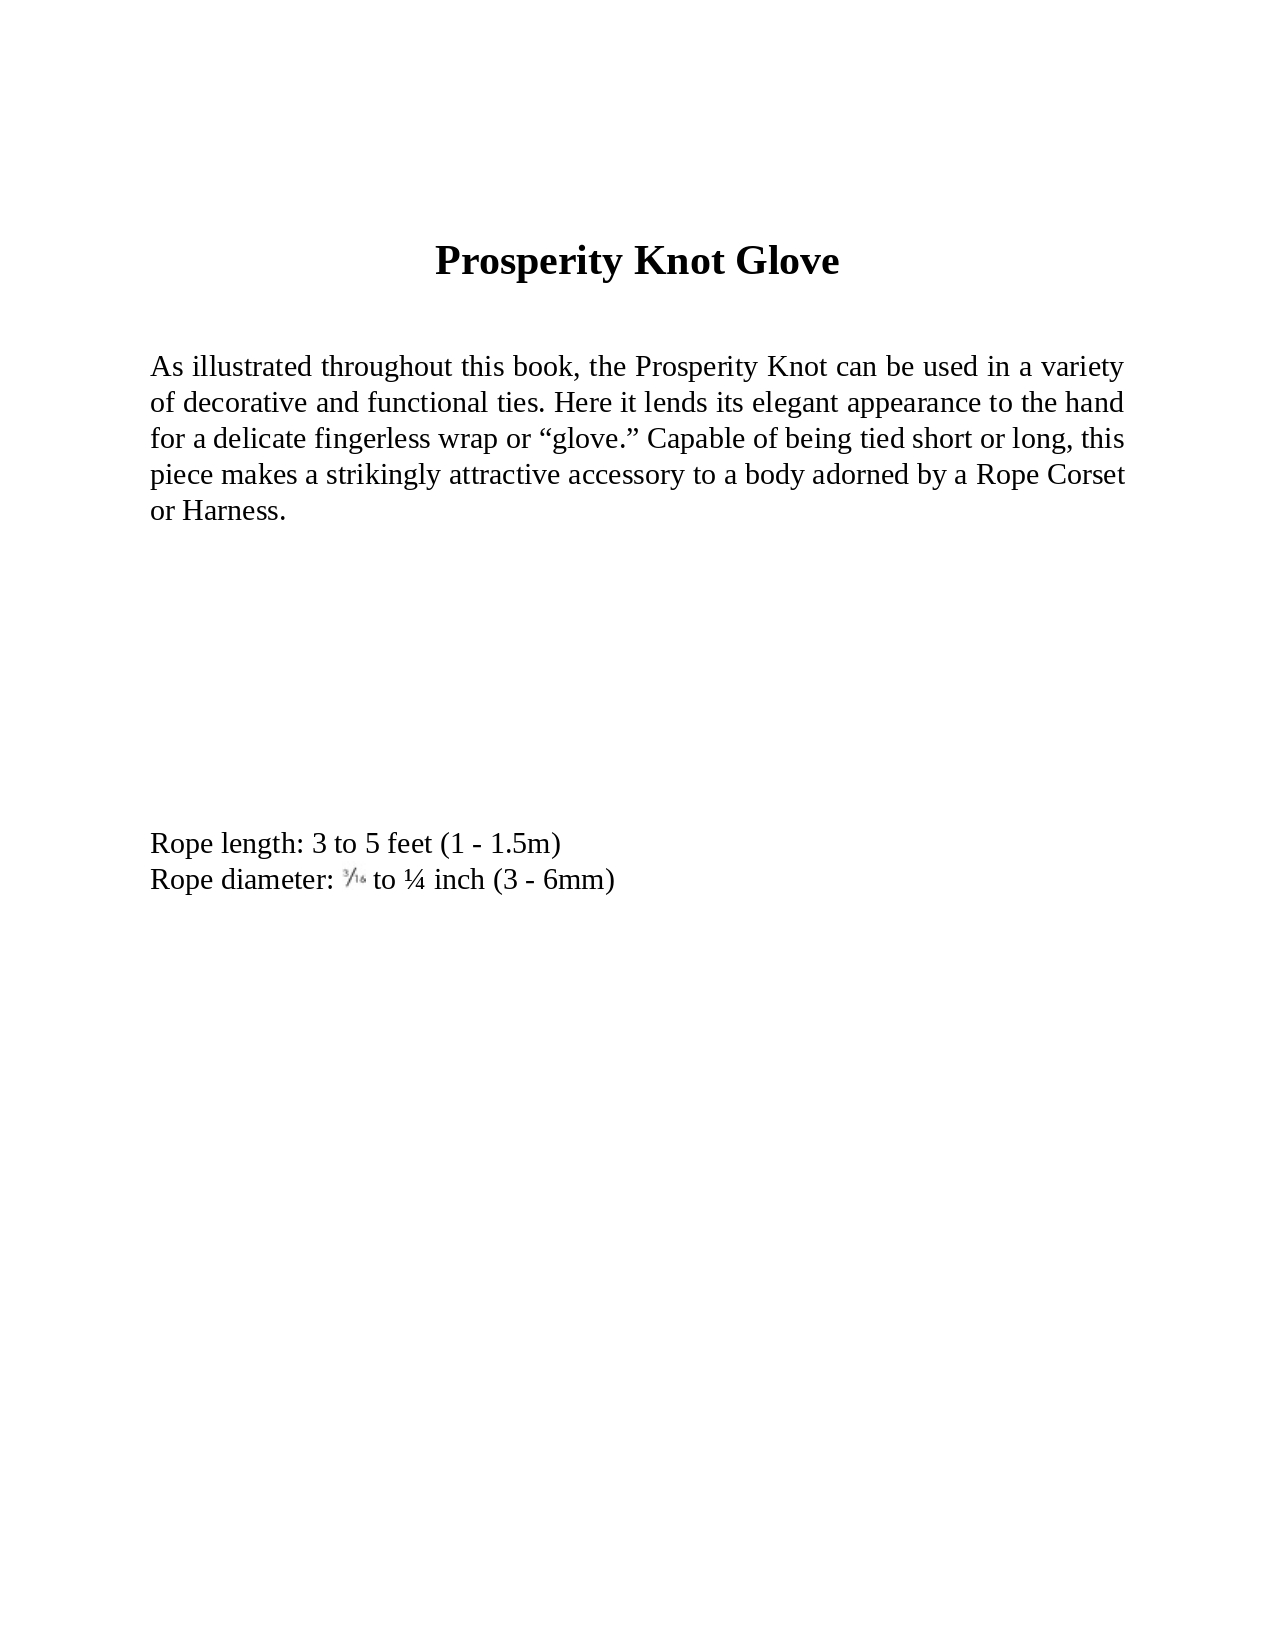 Prosperity Knot Glove
As illustrated throughout this book, the Prosperity Knot can be used in a variety
of decorative and functional ties. Here it lends its elegant appearance to the hand
for a delicate fingerless wrap or “glove.” Capable of being tied short or long, this
piece makes a strikingly attractive accessory to a body adorned by a Rope Corset
or Harness.
Rope length: 3 to 5 feet (1 - 1.5m)
Rope diameter: 3/16 to ¼ inch (3 - 6mm)